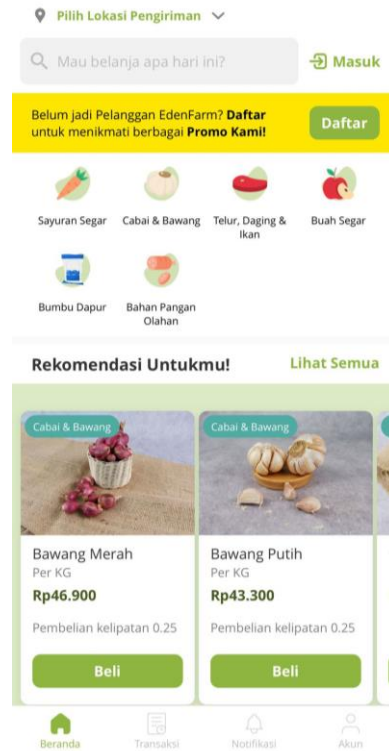 Pilih Lokasi Pengiriman
Mau belanja apa hari ini?
Masuk
Belum jadi Pelanggan EdenFarm? Daftar
untuk menikmati berbagai Promo Kami!
Daftar
Sayuran Segar
Cabai & Bawang
Telur, Daging &
Ikan
Buah Segar
Bumbu Dapur
Bahan Pangan
Olahan
Rekomendasi Untukmu!
Lihat Semua
Cabai & Bawang
Bawang Merah
Per KG
Rp46.900
Pembelian kelipatan 0.25
Beli
Cabai & Bawang
Bawang Putih
Per KG
Rp43.300
Pembelian kelipatan 0.25
Beli
Beranda
Transaksi
Notifikasi
Akun